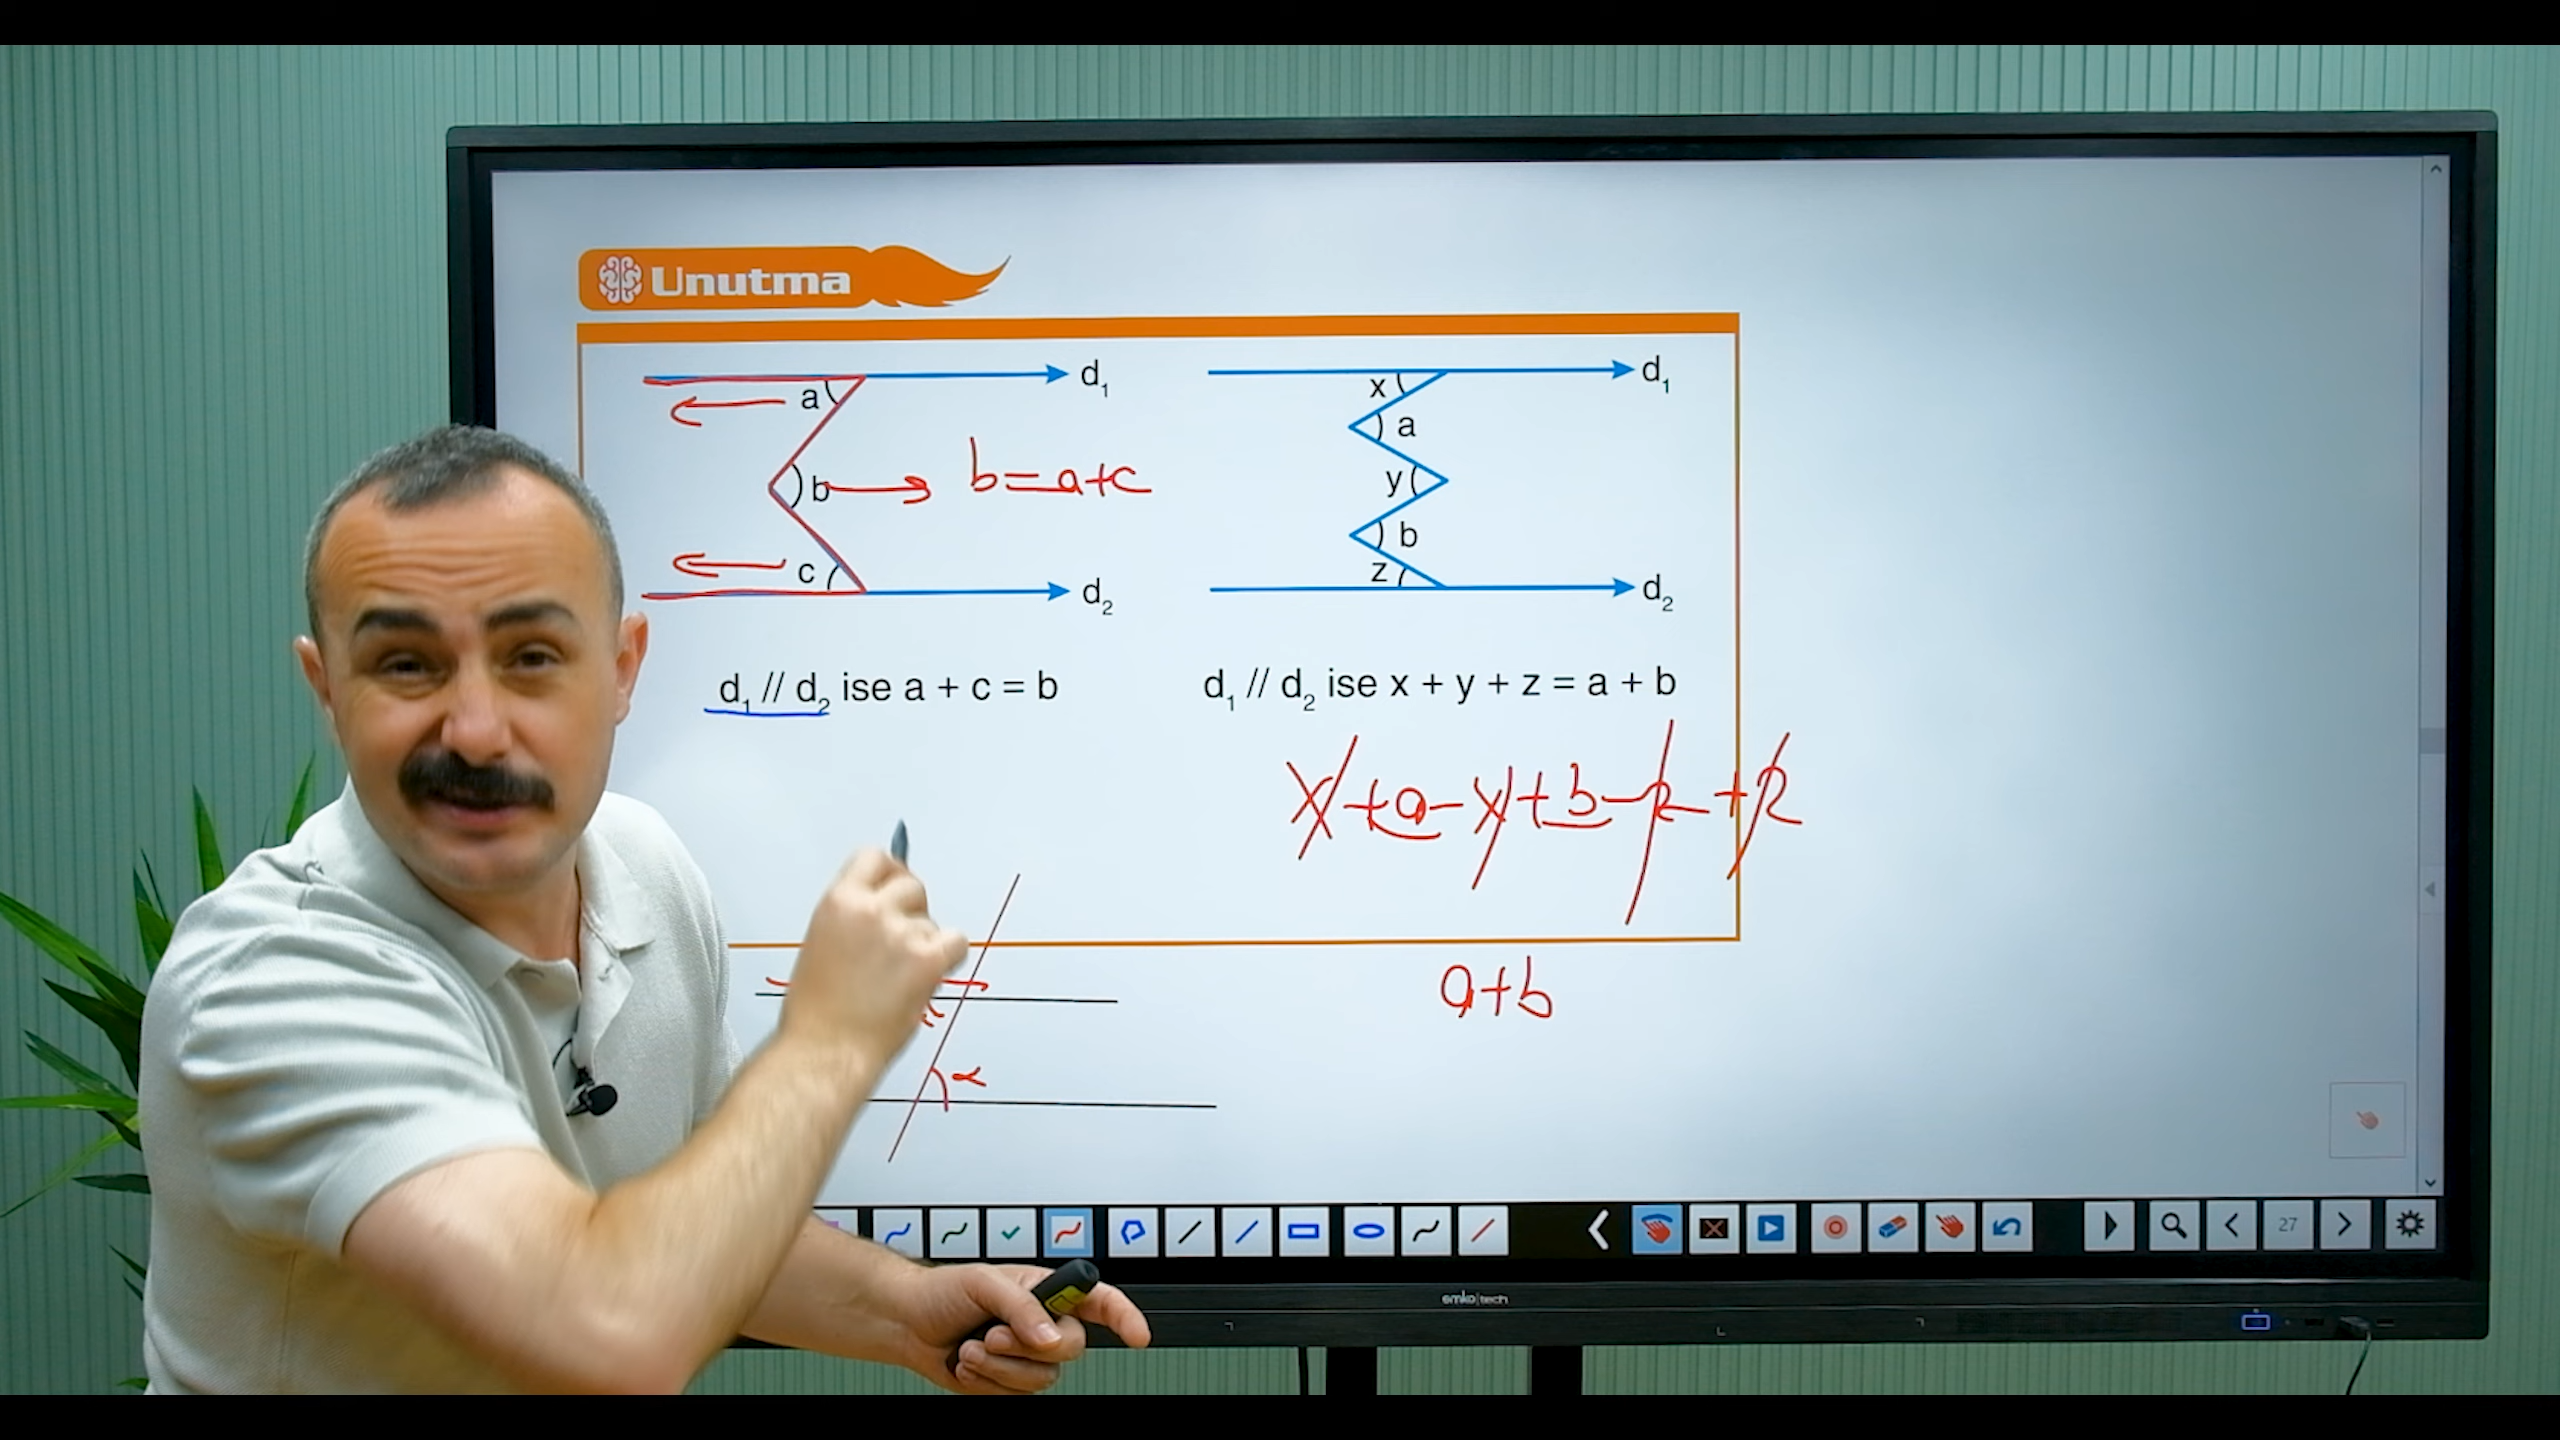 Unutma
a
b
c
d₁
d₂
b=a+c
x
a
y
b
z
d₁
d₂
d₁ // d₂ ise a + c = b
d₁ // d₂ ise x + y + z = a + b
a+b
α
27
emko|tech